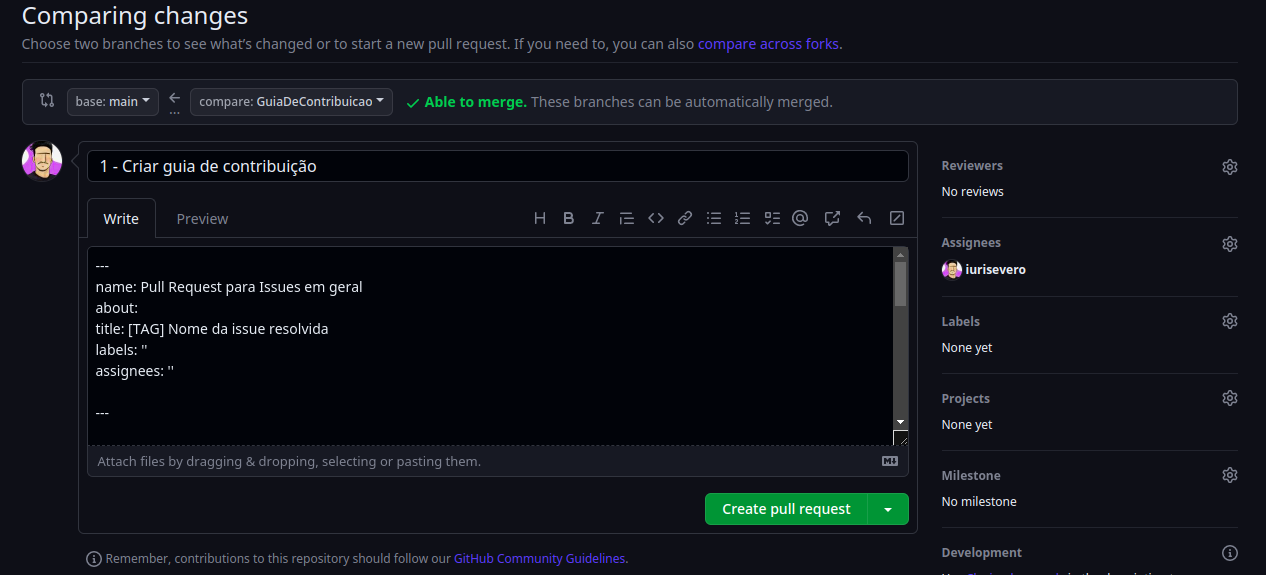 Comparing changes
Choose two branches to see what's changed or to start a new pull request. If you need to, you can also compare across forks.
base: main
...
compare: GuiaDeContribuicao
Able to merge. These branches can be automatically merged.
1 - Criar guia de contribuição
Write
Preview
---
name: Pull Request para Issues em geral
about:
title: [TAG] Nome da issue resolvida
labels: ''
assignees: ''
---
Attach files by dragging & dropping, selecting or pasting them.
Create pull request
Remember, contributions to this repository should follow our GitHub Community Guidelines.
Reviewers
No reviews
Assignees
iurisevero
Labels
None yet
Projects
None yet
Milestone
No milestone
Development